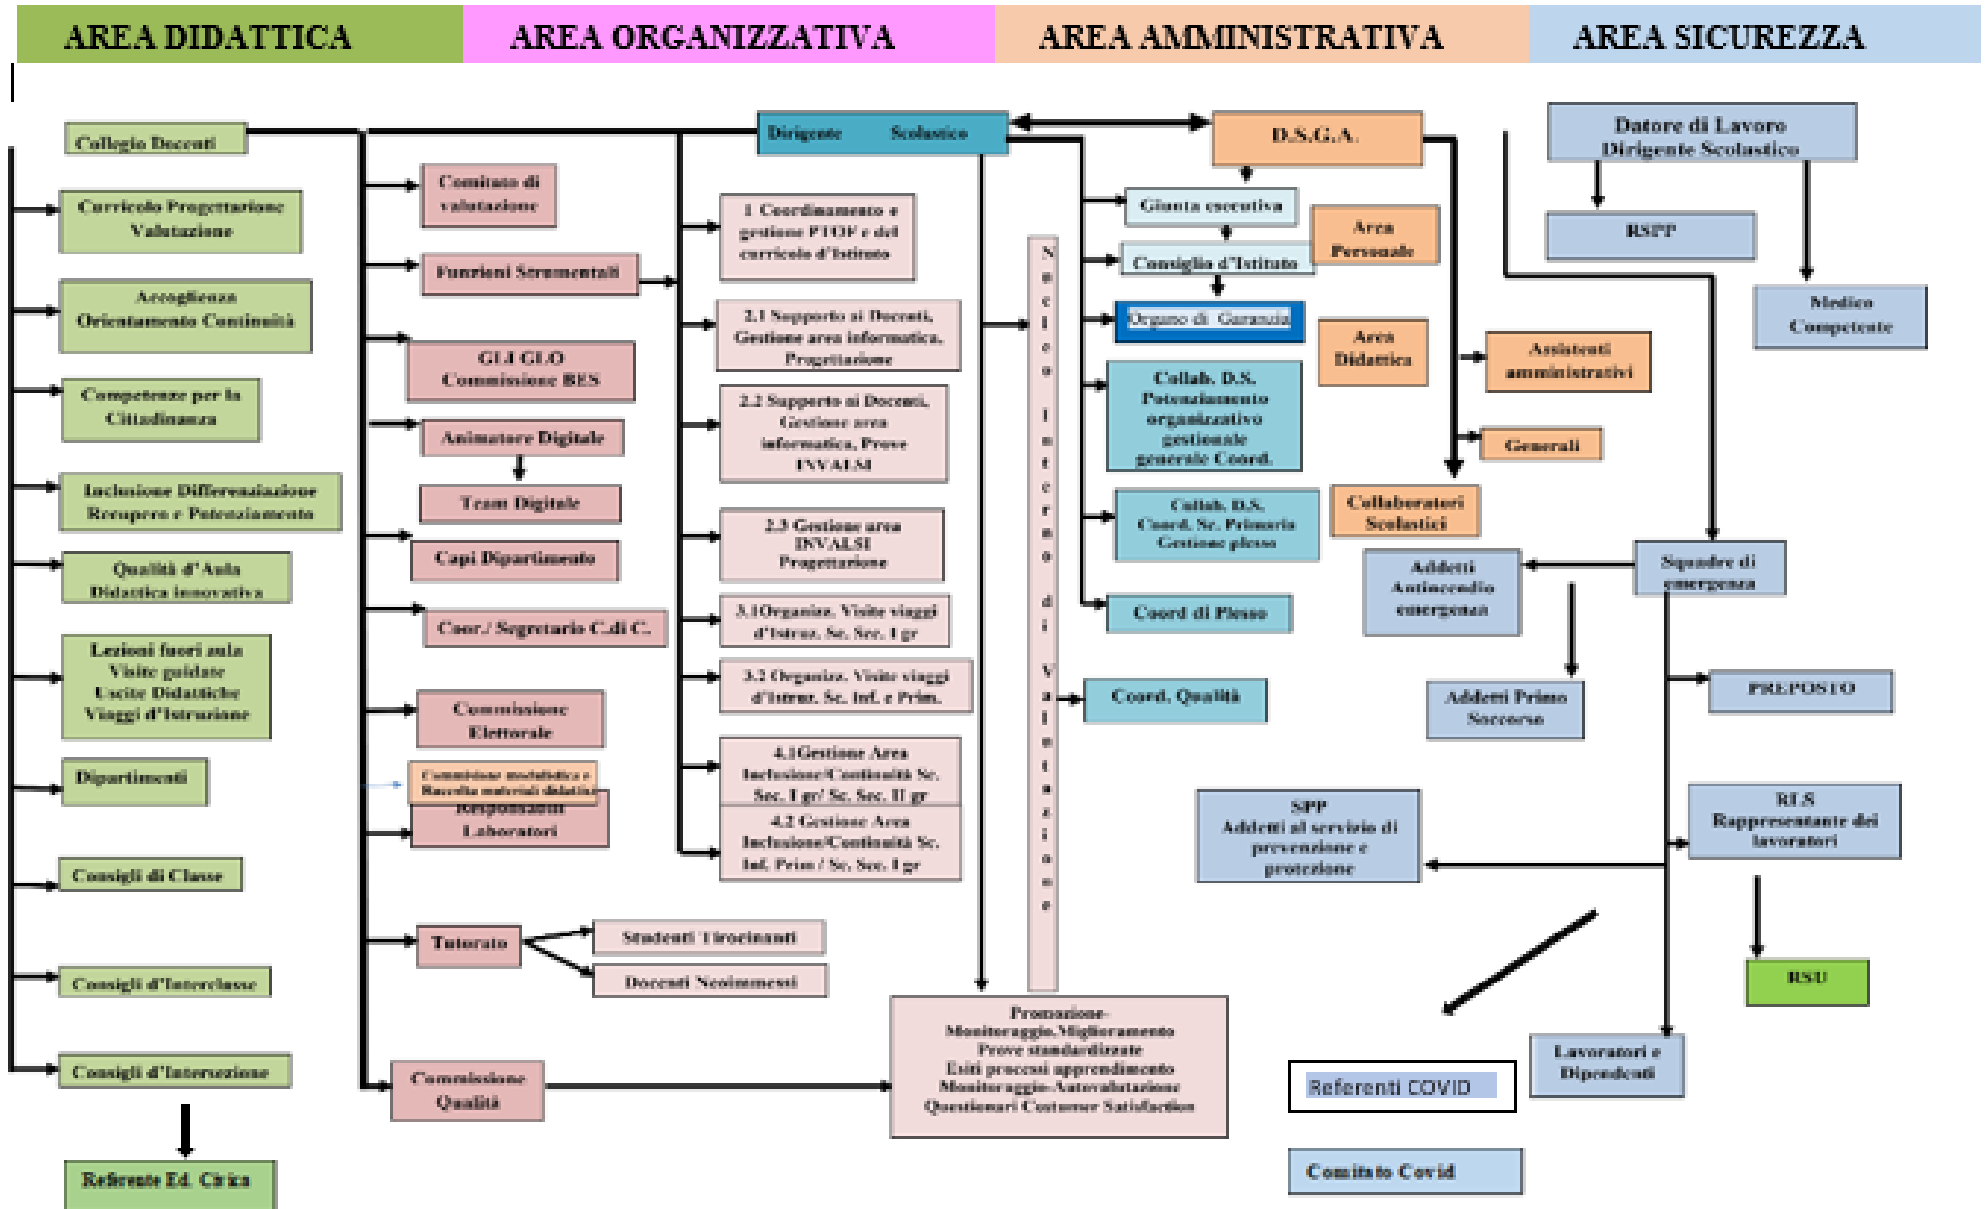 AREA DIDATTICA
AREA ORGANIZZATIVA
AREA AMMINISTRATIVA
AREA SICUREZZA
Collegio Docenti
Curricolo Progettazione
Valutazione
Accoglienza
Orientamento Continuità
Competenze per la
Cittadinanza
Inclusione Differenziazione
Recupero e Potenziamento
Qualità d'Aula
Didattica innovativa
Lezioni fuori aula
Visite guidate
Uscite Didattiche
Viaggi d'Istruzione
Dipartimenti
Consigli di Classe
Consigli d'Interclasse
Consigli d'Intersezione
Referente Ed. Civica
Comitato di
valutazione
Funzioni Strumentali
GLI GLO
Commissione BES
Animatore Digitale
Team Digitale
Capi Dipartimento
Coor./ Segretario C.di C.
Commissione
Elettorale
Commissione modulistica e
Raccolta materiali didattici
Responsabili
Laboratori
Tutorato
Studenti Tirocinanti
Docenti Neoimmessi
Commissione
Qualità
Dirigente Scolastico
1 Coordinamento e
gestione PTOF e del
curricolo d'Istituto
2.1 Supporto ai Docenti,
Gestione area informatica,
Progettazione
2.2 Supporto ai Docenti,
Gestione area
informatica, Prove
INVALSI
2.3 Gestione area
INVALSI
Progettazione
3.1Organizz. Visite viaggi
d'Istruz. Sc. Sec. I gr
3.2 Organizz. Visite viaggi
d'Istruz. Sc. Inf. e Prim.
4.1Gestione Area
Inclusione/Continuità Sc.
Sec. I gr/ Sc. Sec. II gr
4.2 Gestione Area
Inclusione/Continuità Sc.
Inf. Prim / Sc. Sec. I gr
Promozione-
Monitoraggio.Miglioramento
Prove standardizzate
Esiti processi apprendimento
Monitoraggio-Autovalutazione
Questionari Customer Satisfaction
Nucleo Interno di Valutazione
D.S.G.A.
Giunta esecutiva
Consiglio d'Istituto
Organo di Garanzia
Collab. D.S.
Potenziamento
organizzativo
gestionale
generale Coord.
Collab. D.S.
Coord. Sc. Primaria
Gestione plesso
Coord di Plesso
Coord. Qualità
Area
Personale
Area
Didattica
Assistenti
amministrativi
Generali
Collaboratori
Scolastici
Datore di Lavoro
Dirigente Scolastico
RSPP
Medico
Competente
Squadre di
emergenza
Addetti
Antincendio
emergenza
Addetti Primo
Soccorso
PREPOSTO
SPP
Addetti al servizio di
prevenzione e
protezione
RLS
Rappresentante dei
lavoratori
RSU
Lavoratori e
Dipendenti
Referenti COVID
Comitato Covid